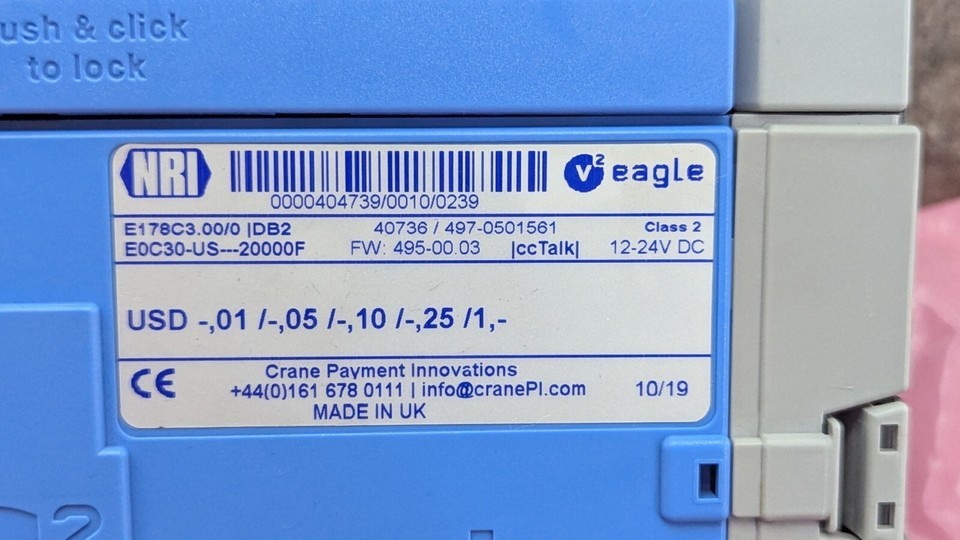 ush & click
to lock
NRI
0000404739/0010/0239
v2 eagle
E178C3.00/0 |DB2
40736 / 497-0501561
Class 2
E0C30-US---20000F
FW: 495-00.03
|ccTalk|
12-24V DC
USD -,01 /-,05 /-,10 /-,25 /1,-
CE
Crane Payment Innovations
+44(0)161 678 0111 | info@cranePI.com
10/19
MADE IN UK
2